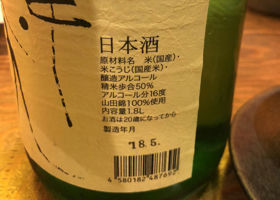 日本酒
原材料名　米(国産)・
米こうじ(国産米)・
醸造アルコール
精米歩合50%
アルコール分16度
山田錦100%使用
内容量1.8L
お酒は20歳になってから
製造年月
'18.5.
4580182487692